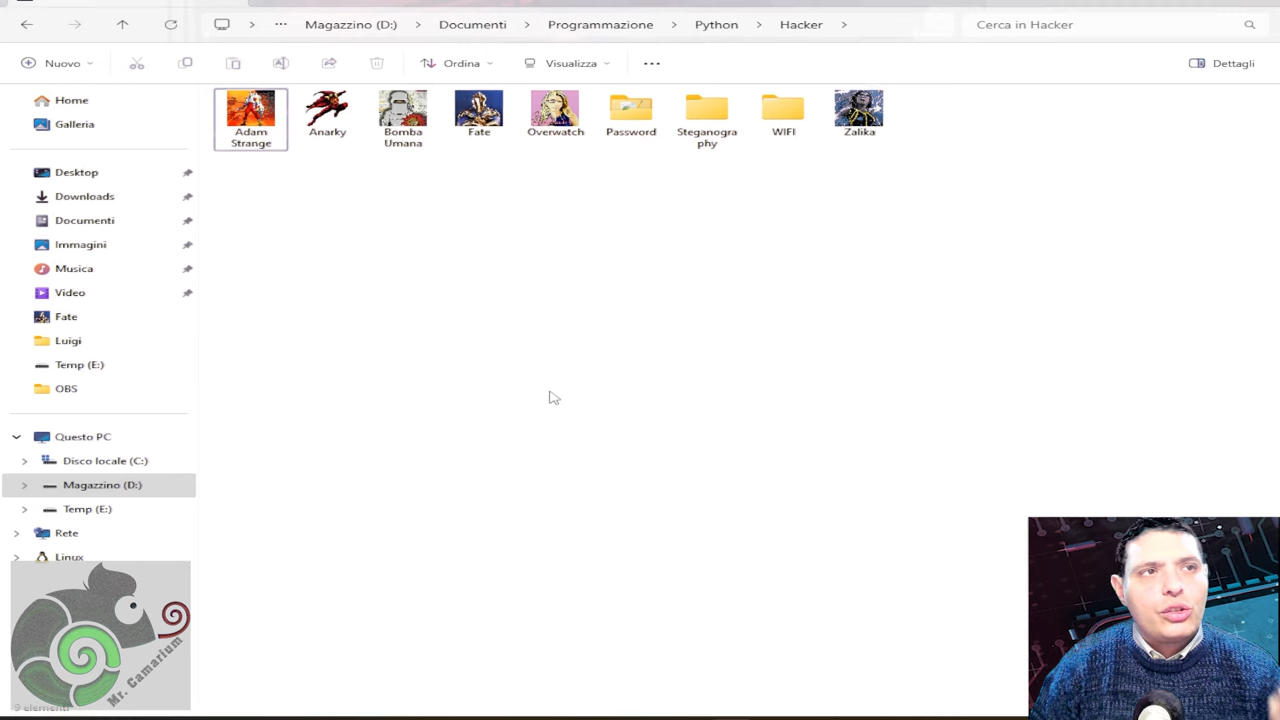 Magazzino (D:) Documenti Programmazione Python Hacker Cerca in Hacker
Nuovo Ordina Visualizza Dettagli
Home
Galleria
Desktop
Downloads
Documenti
Immagini
Musica
Video
Fate
Luigi
Temp (E:)
OBS
Questo PC
Disco locale (C:)
Magazzino (D:)
Temp (E:)
Rete
Linux
Adam
Strange
Anarky
Bomba
Umana
Fate
Overwatch
Password
Steganogra
phy
WIFI
Zalika
Mr. Camarium
9 elementi